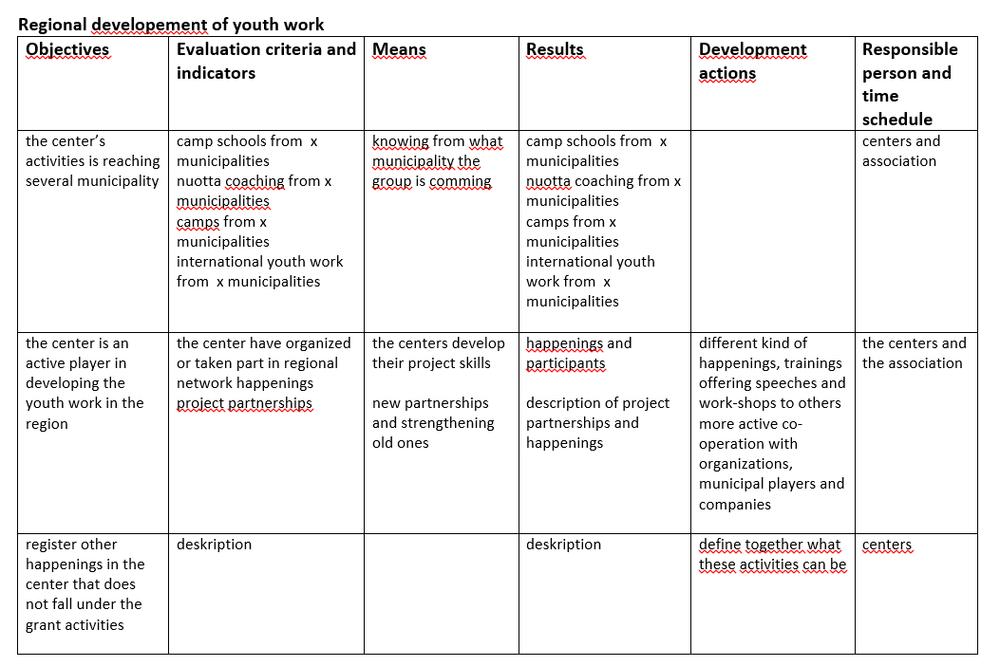 Regional developement of youth work
Objectives
Evaluation criteria and
indicators
Means
Results
Development
actions
Responsible
person and
time
schedule
the center’s
activities is reaching
several municipality
camp schools from  x
municipalities
nuotta coaching from x
municipalities
camps from x
municipalities
international youth work
from  x municipalities
knowing from what
municipality the
group is comming
camp schools from  x
municipalities
nuotta coaching from x
municipalities
camps from x
municipalities
international youth
work from  x
municipalities
centers and
association
the center is an
active player in
developing the
youth work in the
region
the center have organized
or taken part in regional
network happenings
project partnerships
the centers develop
their project skills
new partnerships
and strengthening
old ones
happenings and
participants
description of project
partnerships and
happenings
different kind of
happenings, trainings
offering speeches and
work-shops to others
more active co-
operation with
organizations,
municipal players and
companies
the centers and
the association
register other
happenings in the
center that does
not fall under the
grant activities
deskription
deskription
define together what
these activities can be
centers